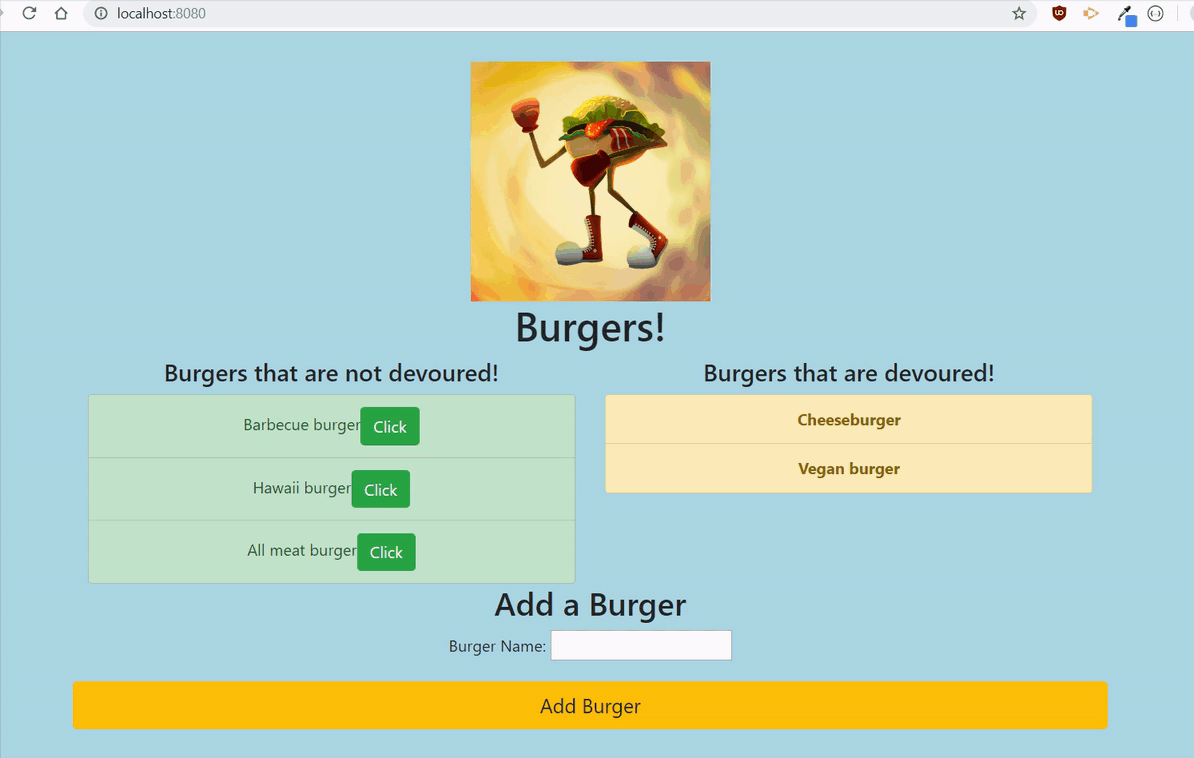 localhost:8080
Burgers!
Burgers that are not devoured!
Barbecue burger Click
Hawaii burger Click
All meat burger Click
Burgers that are devoured!
Cheeseburger
Vegan burger
Add a Burger
Burger Name:
Add Burger